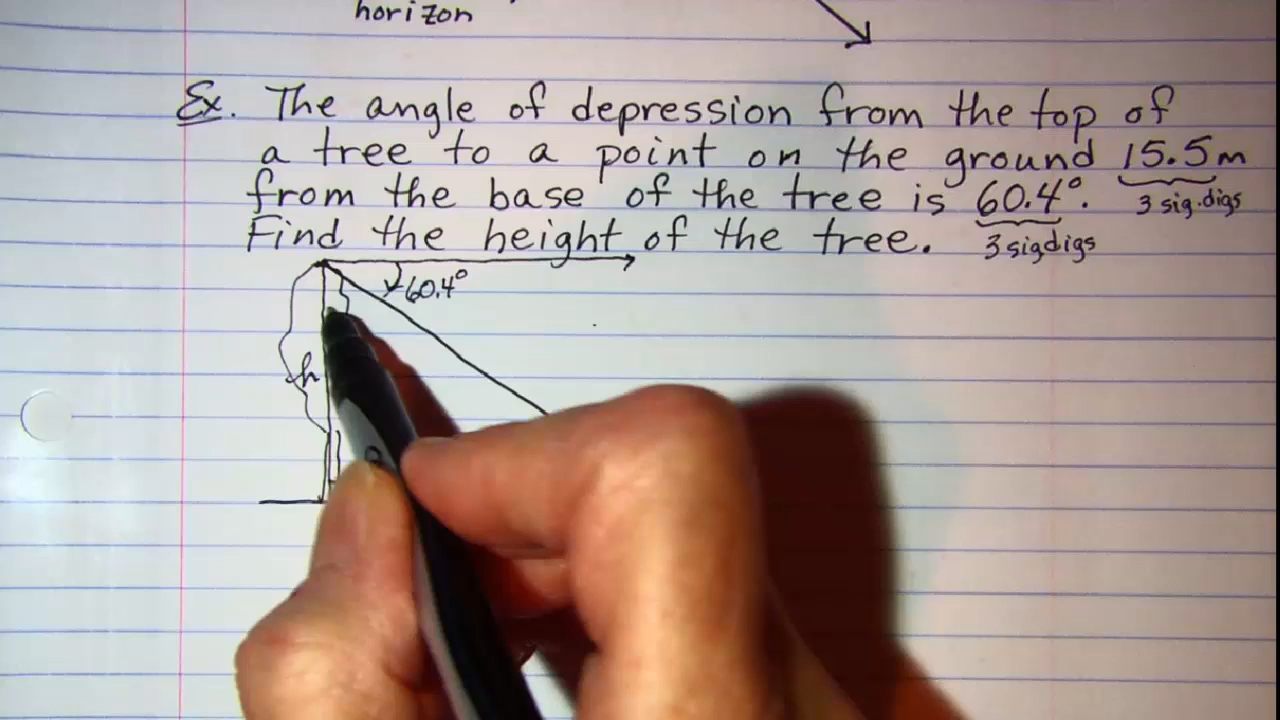 horizon
Ex. The angle of depression from the top of
a tree to a point on the ground 15.5m
from the base of the tree is 60.4°. 3 sig.digs
Find the height of the tree. 3sigdigs
60.4°
h